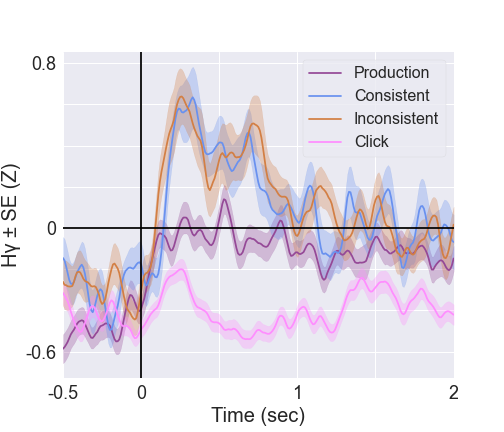 0.8
0
-0.6
Hγ ± SE (Z)
Production
Consistent
Inconsistent
Click
-0.5 0 1 2
Time (sec)